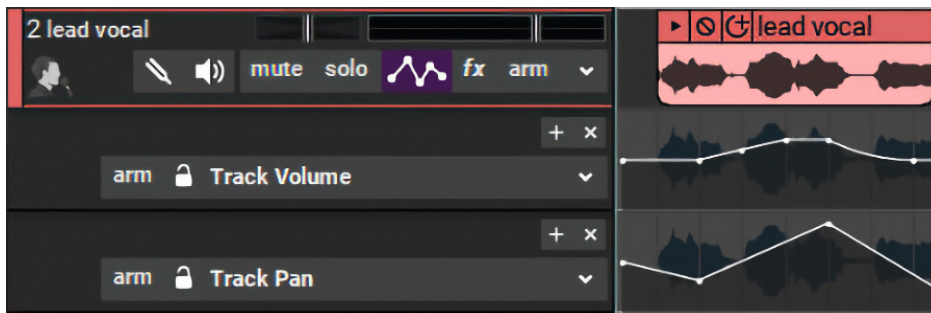 2 lead vocal
mute solo fx arm
lead vocal
arm Track Volume
arm Track Pan